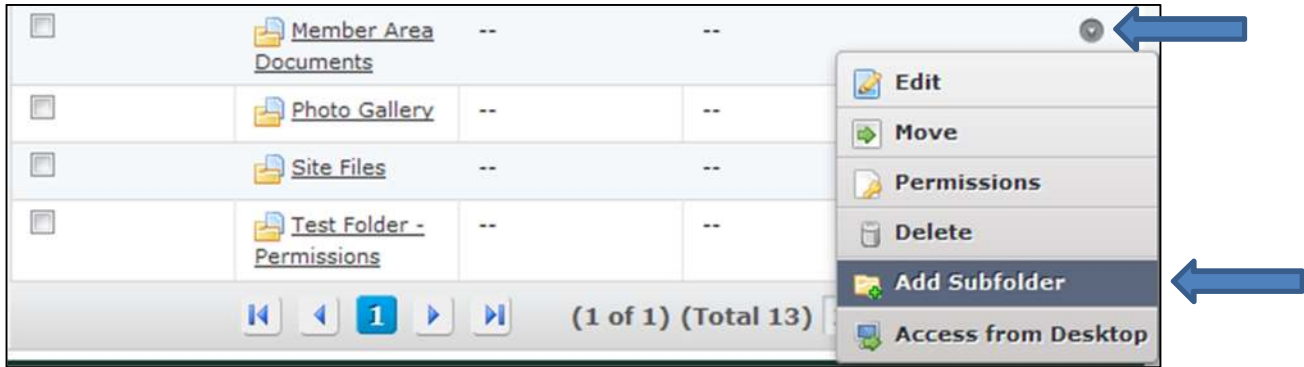 Member Area -- --
Documents
Edit
Photo Gallery -- --
Move
Site Files -- --
Permissions
Test Folder - -- --
Permissions
Delete
Add Subfolder
1 (1 of 1) (Total 13)
Access from Desktop